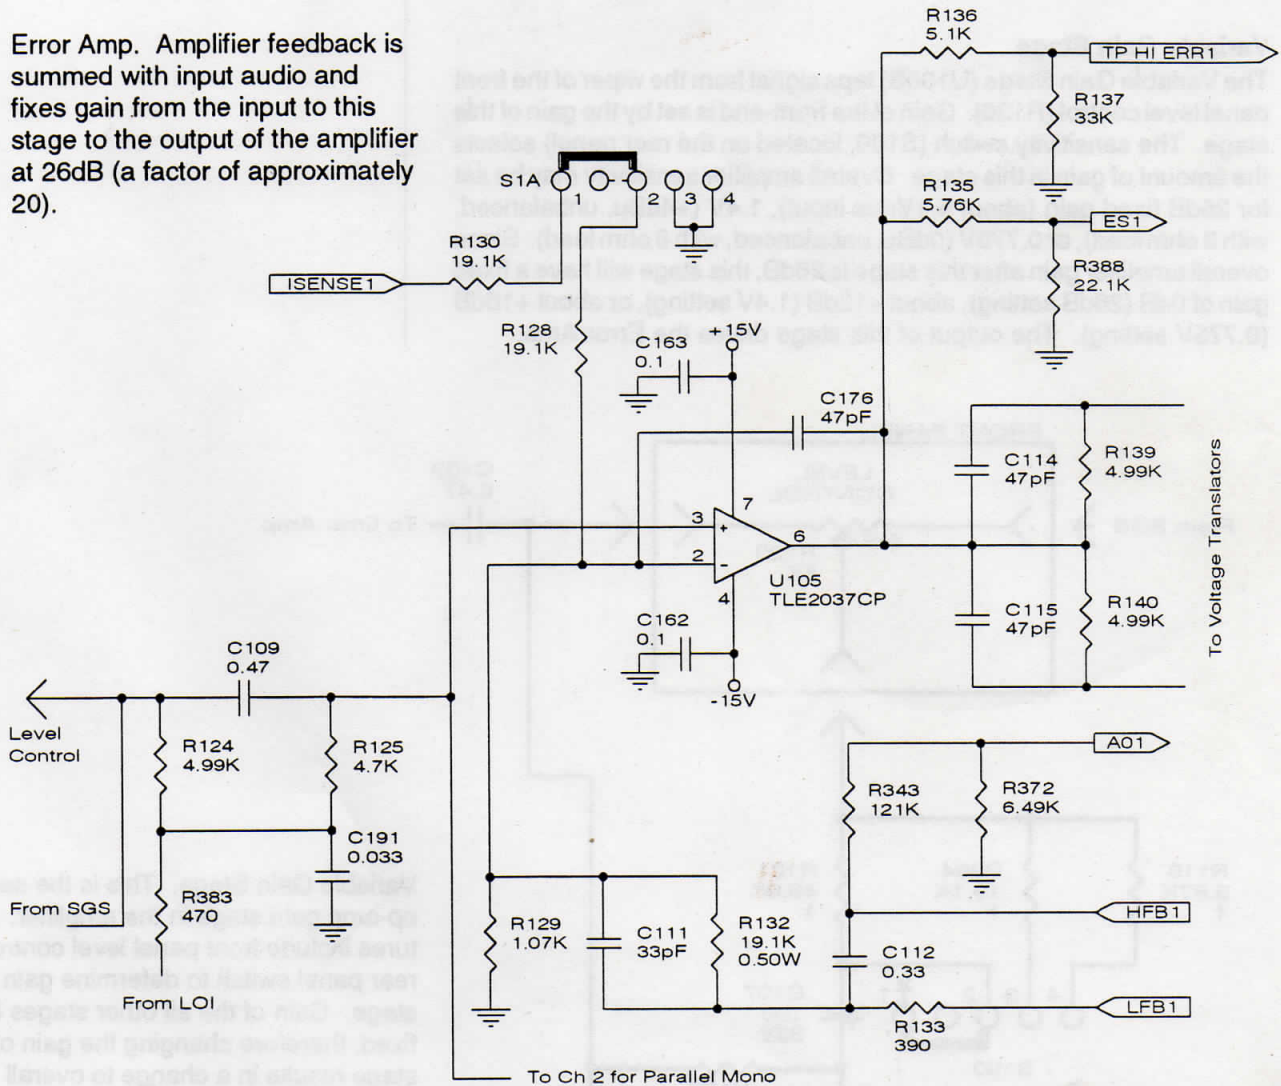 Error Amp.  Amplifier feedback is
summed with input audio and
fixes gain from the input to this
stage to the output of the amplifier
at 26dB (a factor of approximately
20).
R136
5.1K
TP HI ERR1
R137
33K
S1A
1
2
3
4
R135
5.76K
ES1
R130
19.1K
ISENSE1
R388
22.1K
R128
19.1K
C163
0.1
+15V
C176
47pF
C114
47pF
R139
4.99K
7
3
+
2
-
6
4
U105
TLE2037CP
C115
47pF
R140
4.99K
To Voltage Translators
C162
0.1
-15V
C109
0.47
Level
Control
R124
4.99K
R125
4.7K
A01
R343
121K
R372
6.49K
C191
0.033
From SGS
R383
470
HFB1
R129
1.07K
C111
33pF
R132
19.1K
0.50W
C112
0.33
From LOI
LFB1
R133
390
To Ch 2 for Parallel Mono